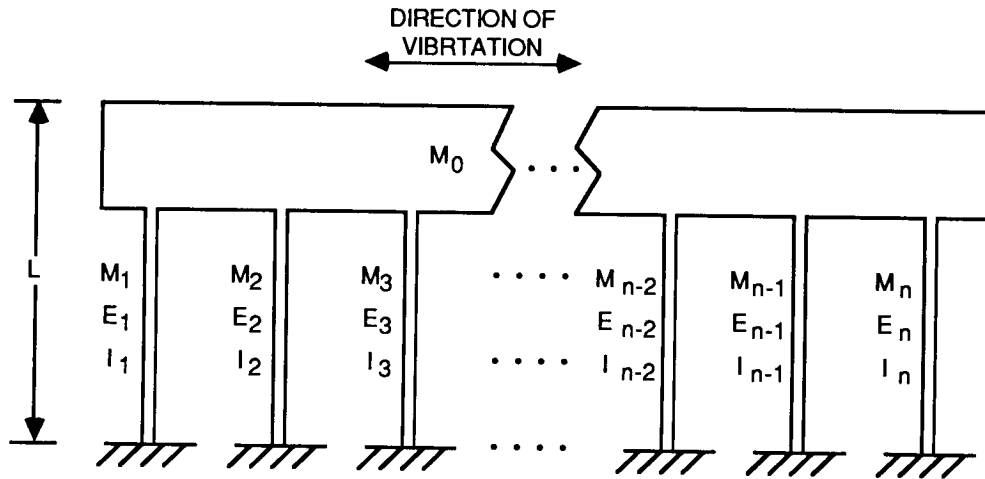 DIRECTION OF
VIBRTATION
M0
. . . .
L
M1 M2 M3 . . . . Mn-2 Mn-1 Mn
E1 E2 E3 En-2 En-1 En
I1 I2 I3 . . . . In-2 In-1 In
. . . .